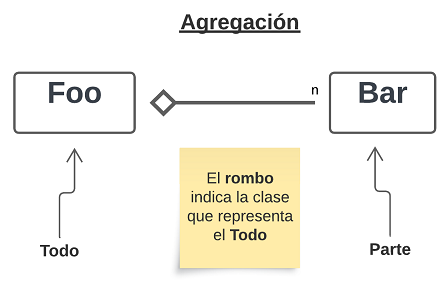 Agregación
Foo
n
Bar
El rombo
indica la clase
que representa
el Todo
Todo
Parte